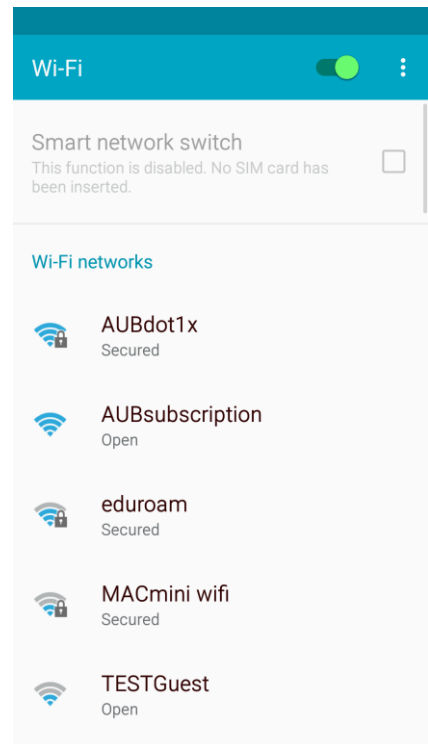 Wi-Fi
Smart network switch
This function is disabled. No SIM card has
been inserted.
Wi-Fi networks
AUBdot1x
Secured
AUBsubscription
Open
eduroam
Secured
MACmini wifi
Secured
TESTGuest
Open